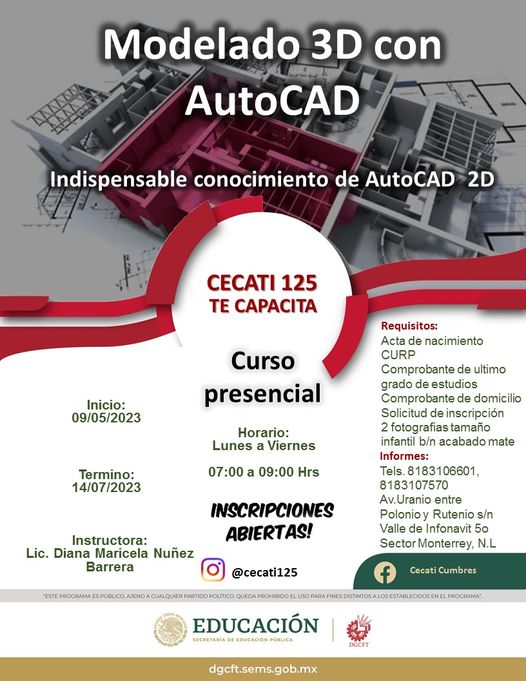 Modelado 3D con
AutoCAD
Indispensable conocimiento de AutoCAD 2D
CECATI 125
TE CAPACITA
Curso
presencial
Inicio:
09/05/2023
Termino:
14/07/2023
Instructora:
Lic. Diana Maricela Nuñez
Barrera
Horario:
Lunes a Viernes
07:00 a 09:00 Hrs
INSCRIPCIONES
ABIERTAS!
@cecati125
Requisitos:
Acta de nacimiento
CURP
Comprobante de ultimo
grado de estudios
Comprobante de domicilio
Solicitud de inscripción
2 fotografias tamaño
infantil b/n acabado mate
Informes:
Tels. 8183106601,
8183107570
Av.Uranio entre
Polonio y Rutenio s/n
Valle de Infonavit 5o
Sector Monterrey, N.L
Cecati Cumbres
"ESTE PROGRAMA ES PÚBLICO, AJENO A CUALQUIER PARTIDO POLÍTICO. QUEDA PROHIBIDO EL USO PARA FINES DISTINTOS A LOS ESTABLECIDOS EN EL PROGRAMA".
EDUCACIÓN
SECRETARÍA DE EDUCACIÓN PÚBLICA
DGCFT
dgcft.sems.gob.mx